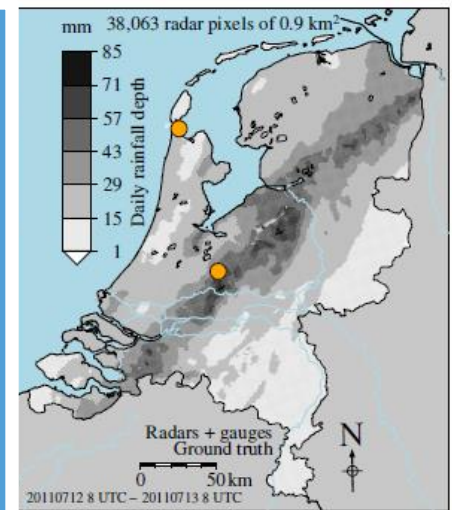 mm 38,063 radar pixels of 0.9 km²
85
71
57
43
29
15
1
Daily rainfall depth
Radars + gauges
Ground truth
N
0 50 km
20110712 8 UTC – 20110713 8 UTC